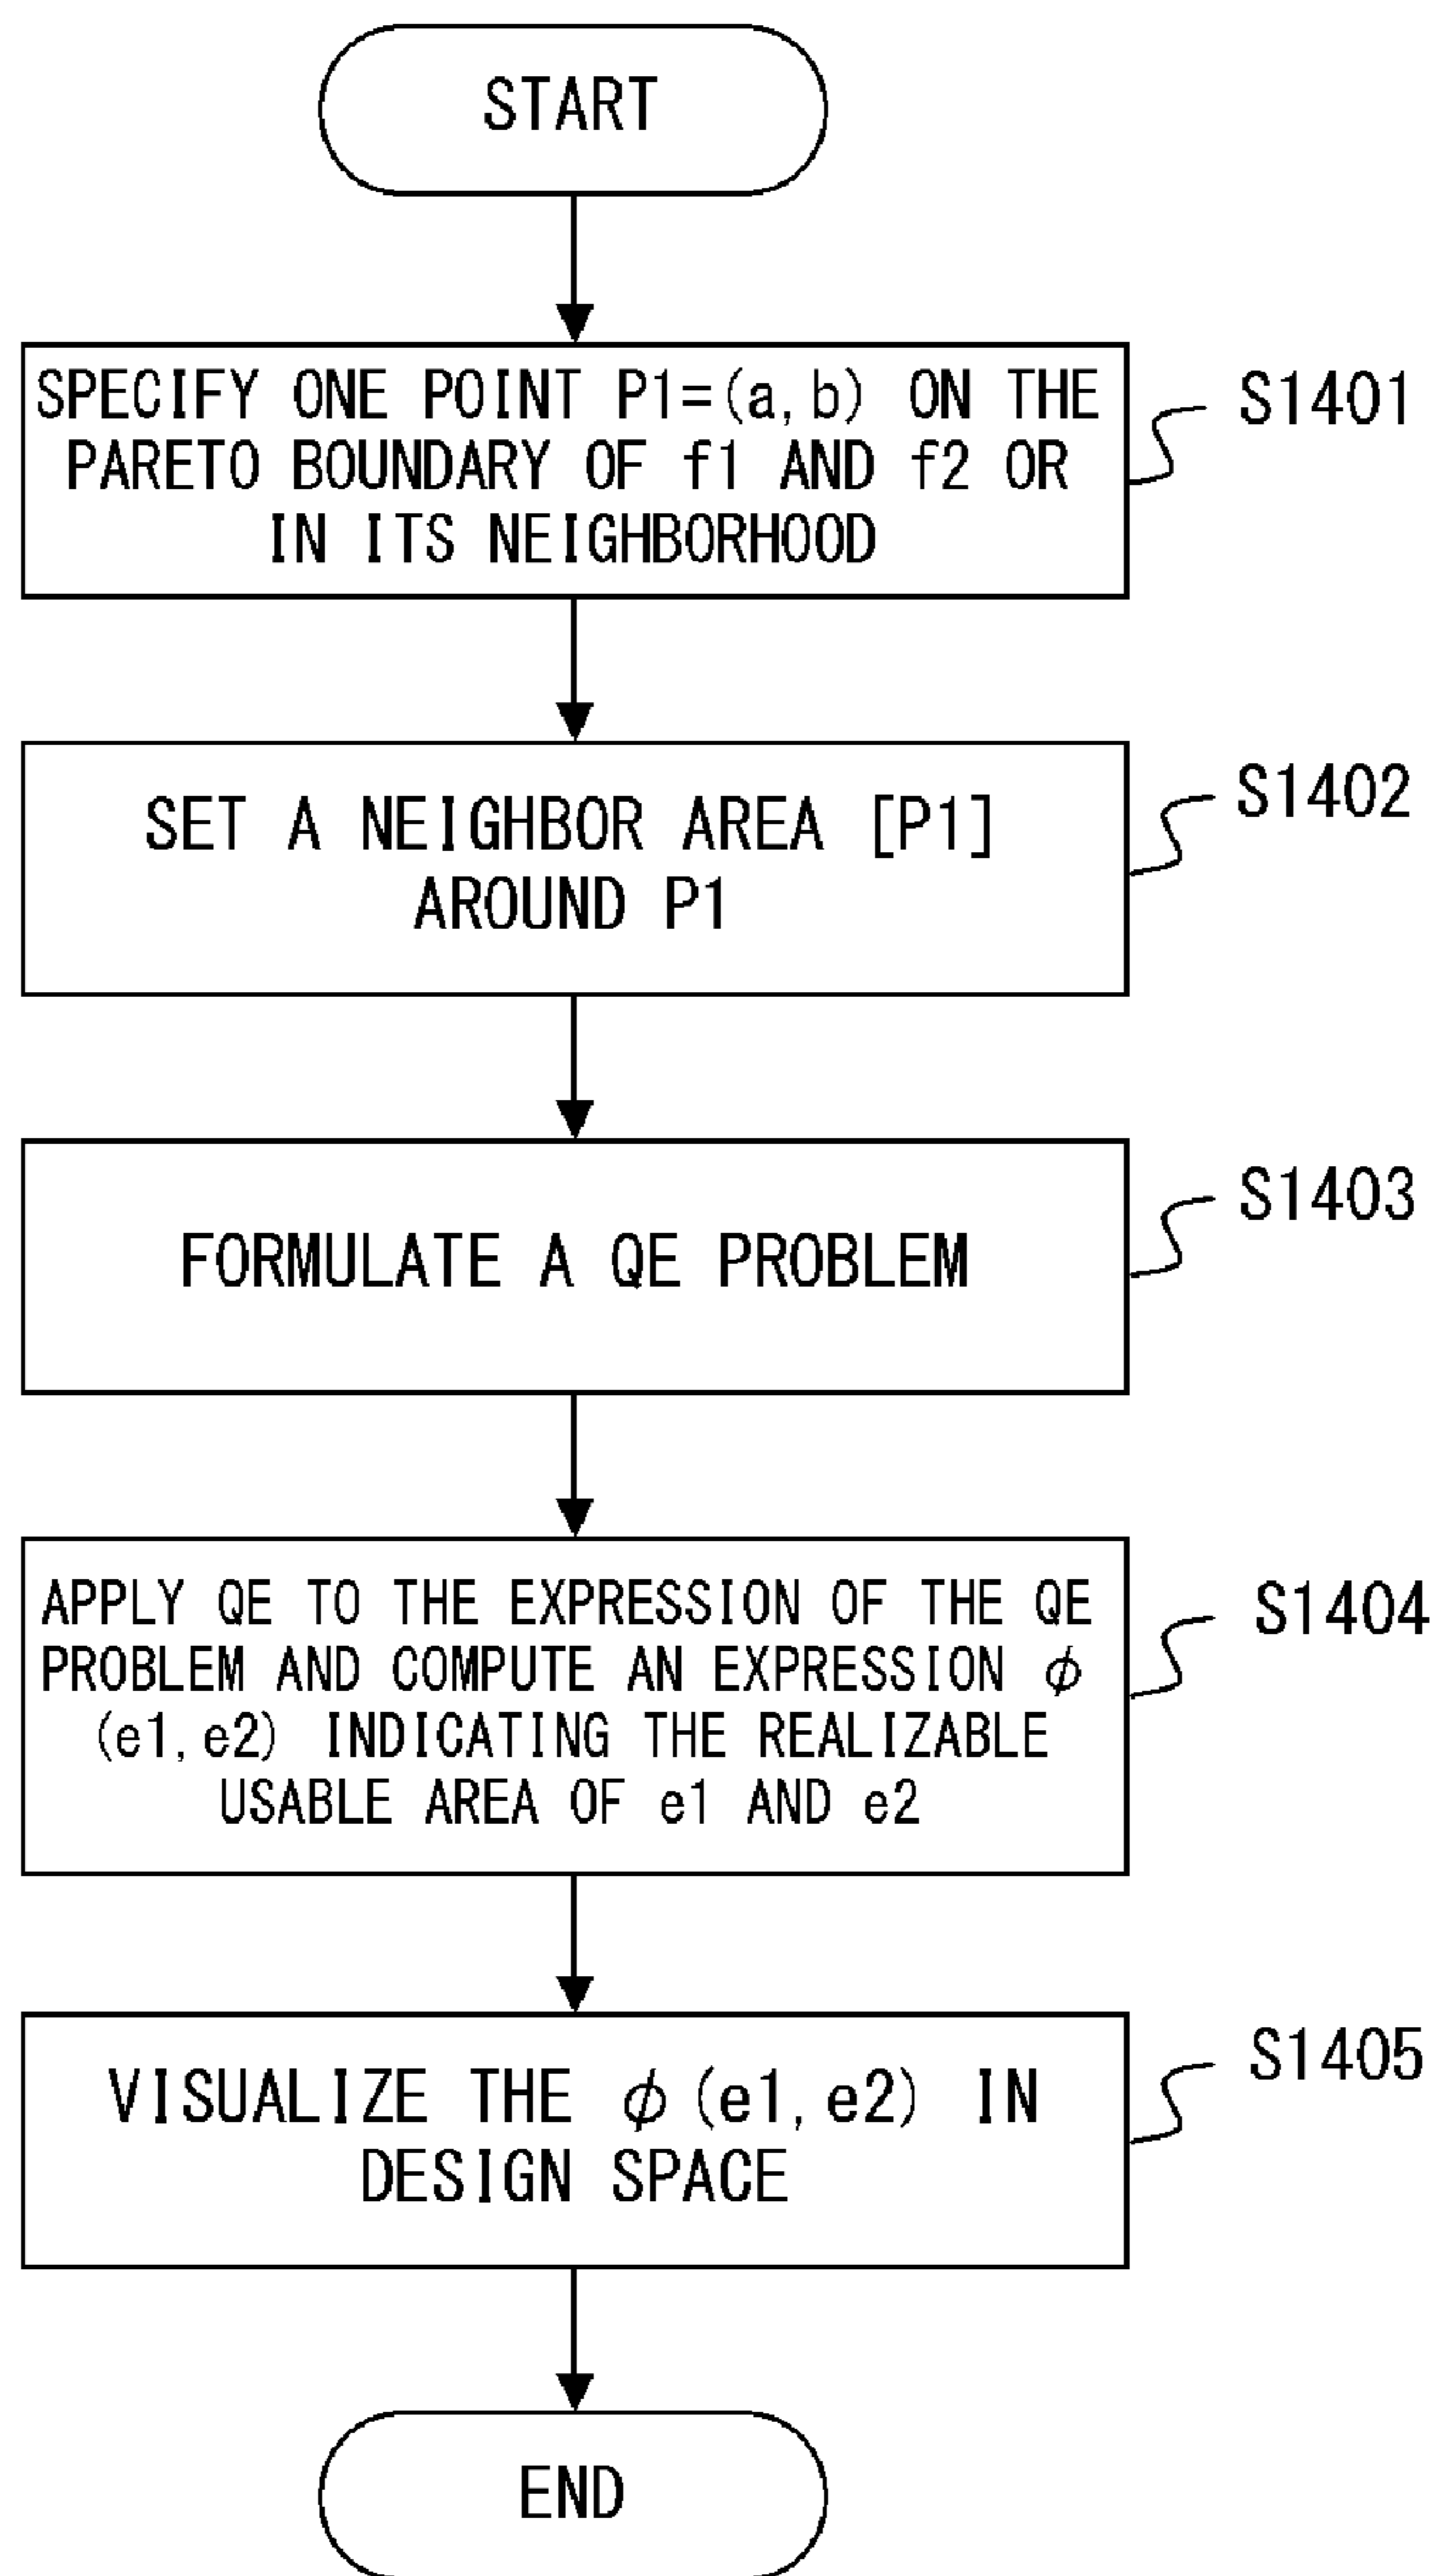 START
SPECIFY ONE POINT P1=(a, b) ON THE
PARETO BOUNDARY OF f1 AND f2 OR
IN ITS NEIGHBORHOOD
S1401
SET A NEIGHBOR AREA [P1]
AROUND P1
S1402
FORMULATE A QE PROBLEM
S1403
APPLY QE TO THE EXPRESSION OF THE QE
PROBLEM AND COMPUTE AN EXPRESSION φ
(e1, e2) INDICATING THE REALIZABLE
USABLE AREA OF e1 AND e2
S1404
VISUALIZE THE φ (e1, e2) IN
DESIGN SPACE
S1405
END